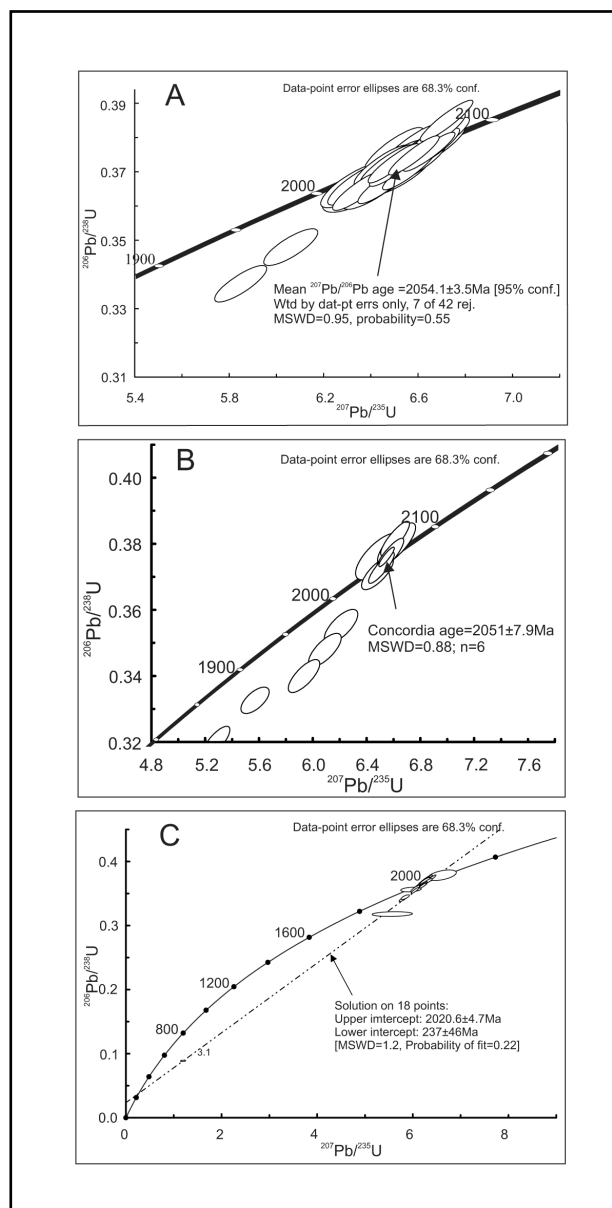 A
Data-point error ellipses are 68.3% conf.
0.39
0.37
0.35
0.33
0.31
2100
2000
1900
206Pb/238U
Mean 207Pb/206Pb age =2054.1±3.5Ma [95% conf.]
Wtd by dat-pt errs only, 7 of 42 rej.
MSWD=0.95, probability=0.55
5.4
5.8
6.2
6.6
7.0
207Pb/235U
B
Data-point error ellipses are 68.3% conf.
0.40
0.38
0.36
0.34
0.32
2100
2000
1900
206Pb/238U
Concordia age=2051±7.9Ma
MSWD=0.88; n=6
4.8
5.2
5.6
6.0
6.4
6.8
7.2
7.6
207Pb/235U
C
Data-point error ellipses are 68.3% conf.
0.4
0.3
0.2
0.1
0.0
2000
1600
1200
800
3.1
206Pb/238U
Solution on 18 points:
Upper imtercept: 2020.6±4.7Ma
Lower imtercept: 237±46Ma
[MSWD=1.2, Probability of fit=0.22]
0
2
4
6
8
207Pb/235U